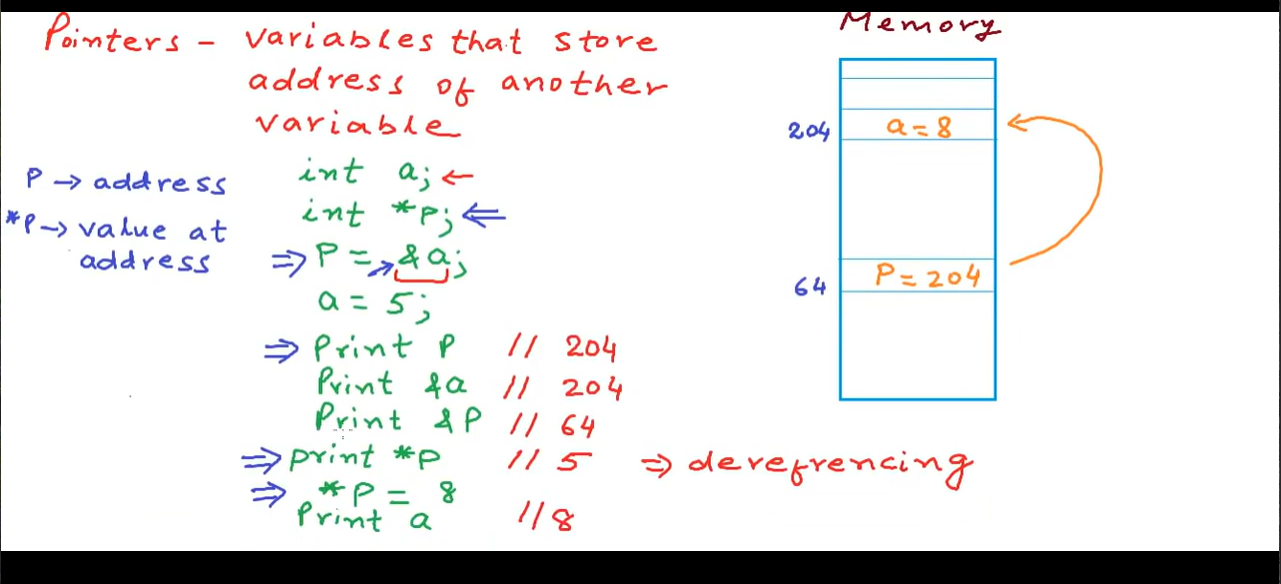 Pointers - variables that store
address of another
variable
P → address
*P → value at
address
int a; ←
int *P; ⇐
⇒ P = → &a;
a = 5;
⇒ Print P // 204
Print &a // 204
Print &P // 64
⇒ print *P // 5 ⇒ derefrencing
⇒ *P = 8
Print a // 8
Memory
204 a = 8
64 P = 204